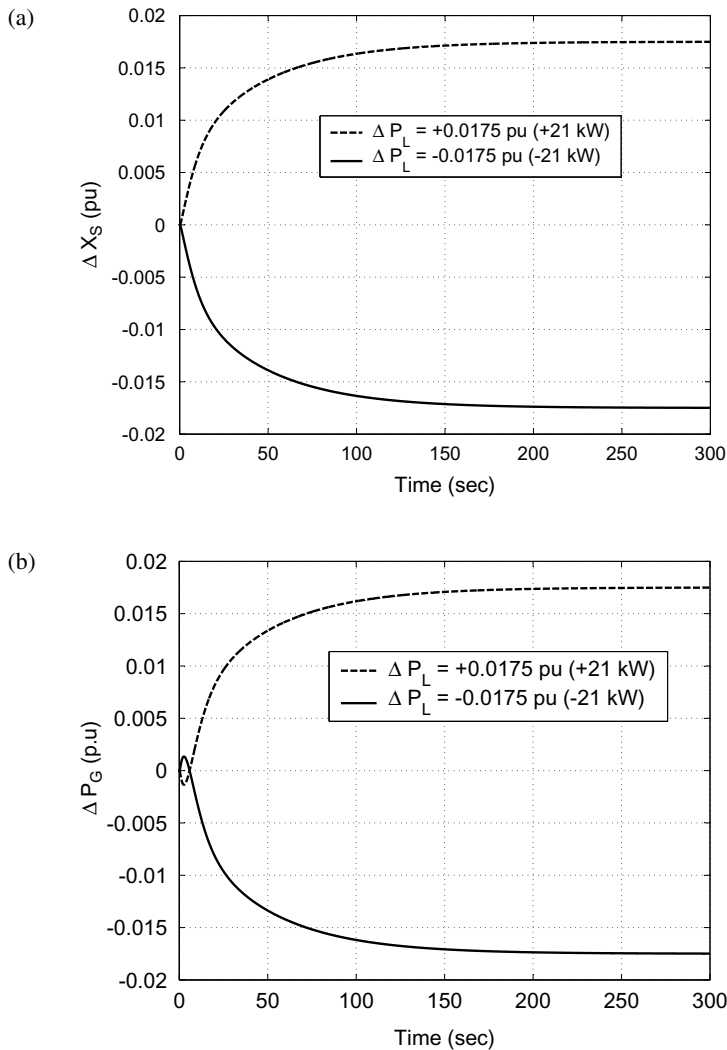 (a)
0.02
0.015
0.01
0.005
0
-0.005
-0.01
-0.015
-0.02
Δ X_S (pu)
Δ P_L = +0.0175 pu (+21 kW)
Δ P_L = -0.0175 pu (-21 kW)
0 50 100 150 200 250 300
Time (sec)
(b)
0.02
0.015
0.01
0.005
0
-0.005
-0.01
-0.015
-0.02
Δ P_G (p.u)
Δ P_L = +0.0175 pu (+21 kW)
Δ P_L = -0.0175 pu (-21 kW)
0 50 100 150 200 250 300
Time (sec)